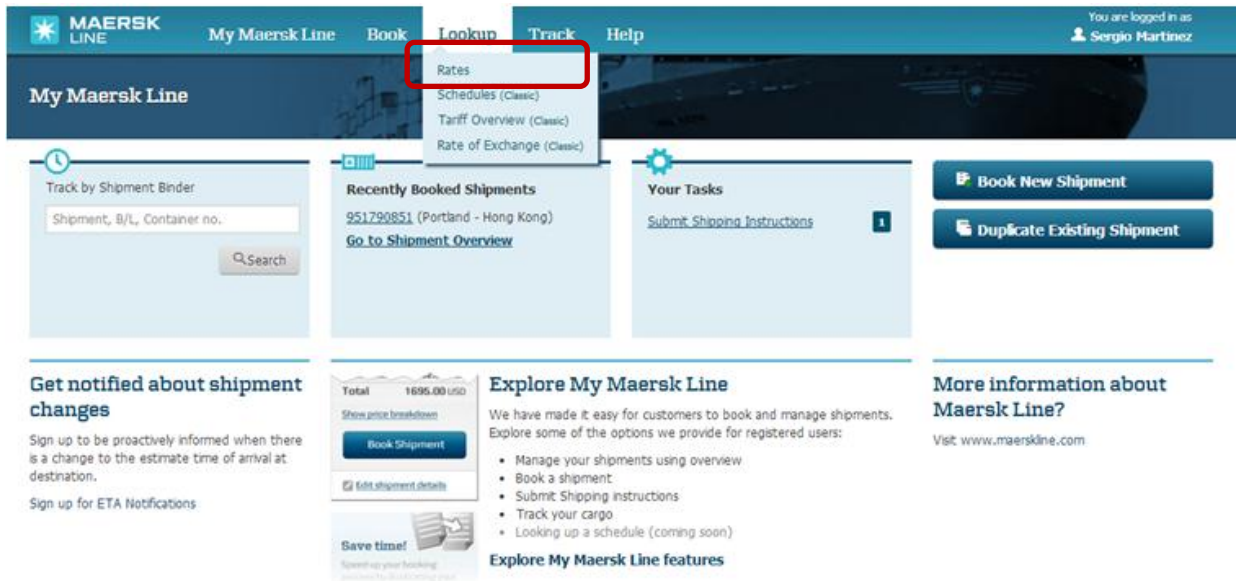 MAERSK
LINE
My Maersk Line
Book
Lookup
Track
Help
You are logged in as
Sergio Martinez
Rates
Schedules (Classic)
Tariff Overview (Classic)
Rate of Exchange (Classic)
My Maersk Line
Track by Shipment Binder
Shipment, B/L, Container no.
Search
Recently Booked Shipments
951790851 (Portland - Hong Kong)
Go to Shipment Overview
Your Tasks
Submit Shipping Instructions
1
Book New Shipment
Duplicate Existing Shipment
Get notified about shipment
changes
Sign up to be proactively informed when there
is a change to the estimate time of arrival at
destination.
Sign up for ETA Notifications
Total 1695.00 USD
Show price breakdown
Book Shipment
Edit shipment details
Save time!
Speed up your booking
Explore My Maersk Line
We have made it easy for customers to book and manage shipments.
Explore some of the options we provide for registered users:
• Manage your shipments using overview
• Book a shipment
• Submit Shipping instructions
• Track your cargo
• Looking up a schedule (coming soon)
Explore My Maersk Line features
More information about
Maersk Line?
Visit www.maerskline.com